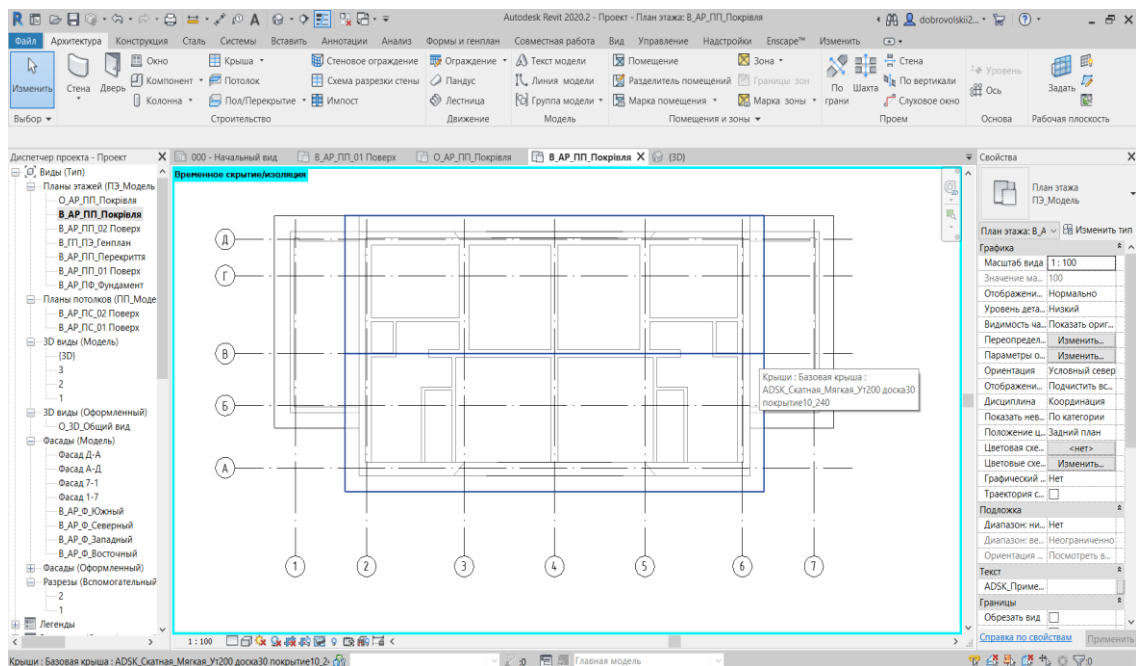 Autodesk Revit 2020.2 - Проект - План этажа: В_АР_ПП_Покрівля
dobrovolskii2...
Файл Архитектура Конструкция Сталь Системы Вставить Аннотации Анализ Формы и генплан Совместная работа Вид Управление Надстройки Enscape™ Изменить
Изменить
Стена
Дверь
Окно
Компонент
Колонна
Крыша
Потолок
Пол/Перекрытие
Стеновое ограждение
Схема разрезки стены
Импост
Ограждение
Пандус
Лестница
Текст модели
Линия модели
Группа модели
Помещение
Разделитель помещений
Марка помещения
Зона
Границы зон
Марка зоны
По грани
Шахта
Стена
По вертикали
Слуховое окно
Уровень
Ось
Задать
Выбор Строительство Движение Модель Помещения и зоны Проем Основа Рабочая плоскость
Диспетчер проекта - Проект
000 - Начальный вид В_АР_ПП_01 Поверх О_АР_ПП_Покрівля В_АР_ПП_Покрівля {3D}
Виды (Тип)
Планы этажей (ПЭ_Модель
О_АР_ПП_Покрівля
В_АР_ПП_Покрівля
В_АР_ПП_02 Поверх
В_ГП_ПЭ_Генплан
В_АР_ПП_Перекриття
В_АР_ПП_01 Поверх
В_АР_ПФ_Фундамент
Планы потолков (ПП_Моде
В_АР_ПС_02 Поверх
В_АР_ПС_01 Поверх
3D виды (Модель)
{3D}
3
2
1
3D виды (Оформленный)
О_3D_Общий вид
Фасады (Модель)
Фасад Д-А
Фасад А-Д
Фасад 7-1
Фасад 1-7
В_АР_Ф_Южный
В_АР_Ф_Северный
В_АР_Ф_Западный
В_АР_Ф_Восточный
Фасады (Оформленный)
Разрезы (Вспомогательный
2
1
Легенды
Временное скрытие/изоляция
Д
Г
В
Б
А
1 2 3 4 5 6 7
Крыши : Базовая крыша :
ADSK_Скатная_Мягкая_Ут200 доска30
покрытие10_240
Свойства
План этажа
ПЭ_Модель
План этажа: В_А Изменить тип
Графика
Масштаб вида 1 : 100
Значение ма... 100
Отображени... Нормально
Уровень дета... Низкий
Видимость ча... Показать ориг...
Переопредел... Изменить...
Параметры о... Изменить...
Ориентация Условный север
Отображени... Подчистить вс...
Дисциплина Координация
Показать нев... По категории
Положение ц... Задний план
Цветовая схе... <нет>
Цветовые схе... Изменить...
Графический ... Нет
Траектория с...
Подложка
Диапазон: ни... Нет
Диапазон: ве... Неограниченно
Ориентация ... Посмотреть в...
Текст
ADSK_Приме...
Границы
Обрезать вид
Справка по свойствам Применить
1 : 100
Крыши : Базовая крыша : ADSK_Скатная_Мягкая_Ут200 доска30 покрытие10_2
:0 Главная модель :0